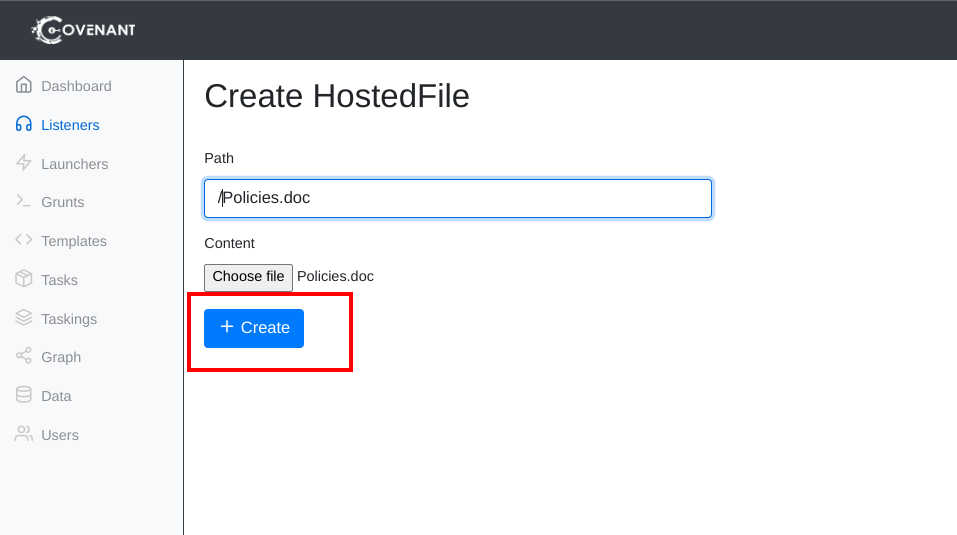 COVENANT
Dashboard
Listeners
Launchers
Grunts
Templates
Tasks
Taskings
Graph
Data
Users
Create HostedFile
Path
/Policies.doc
Content
Choose file Policies.doc
+ Create